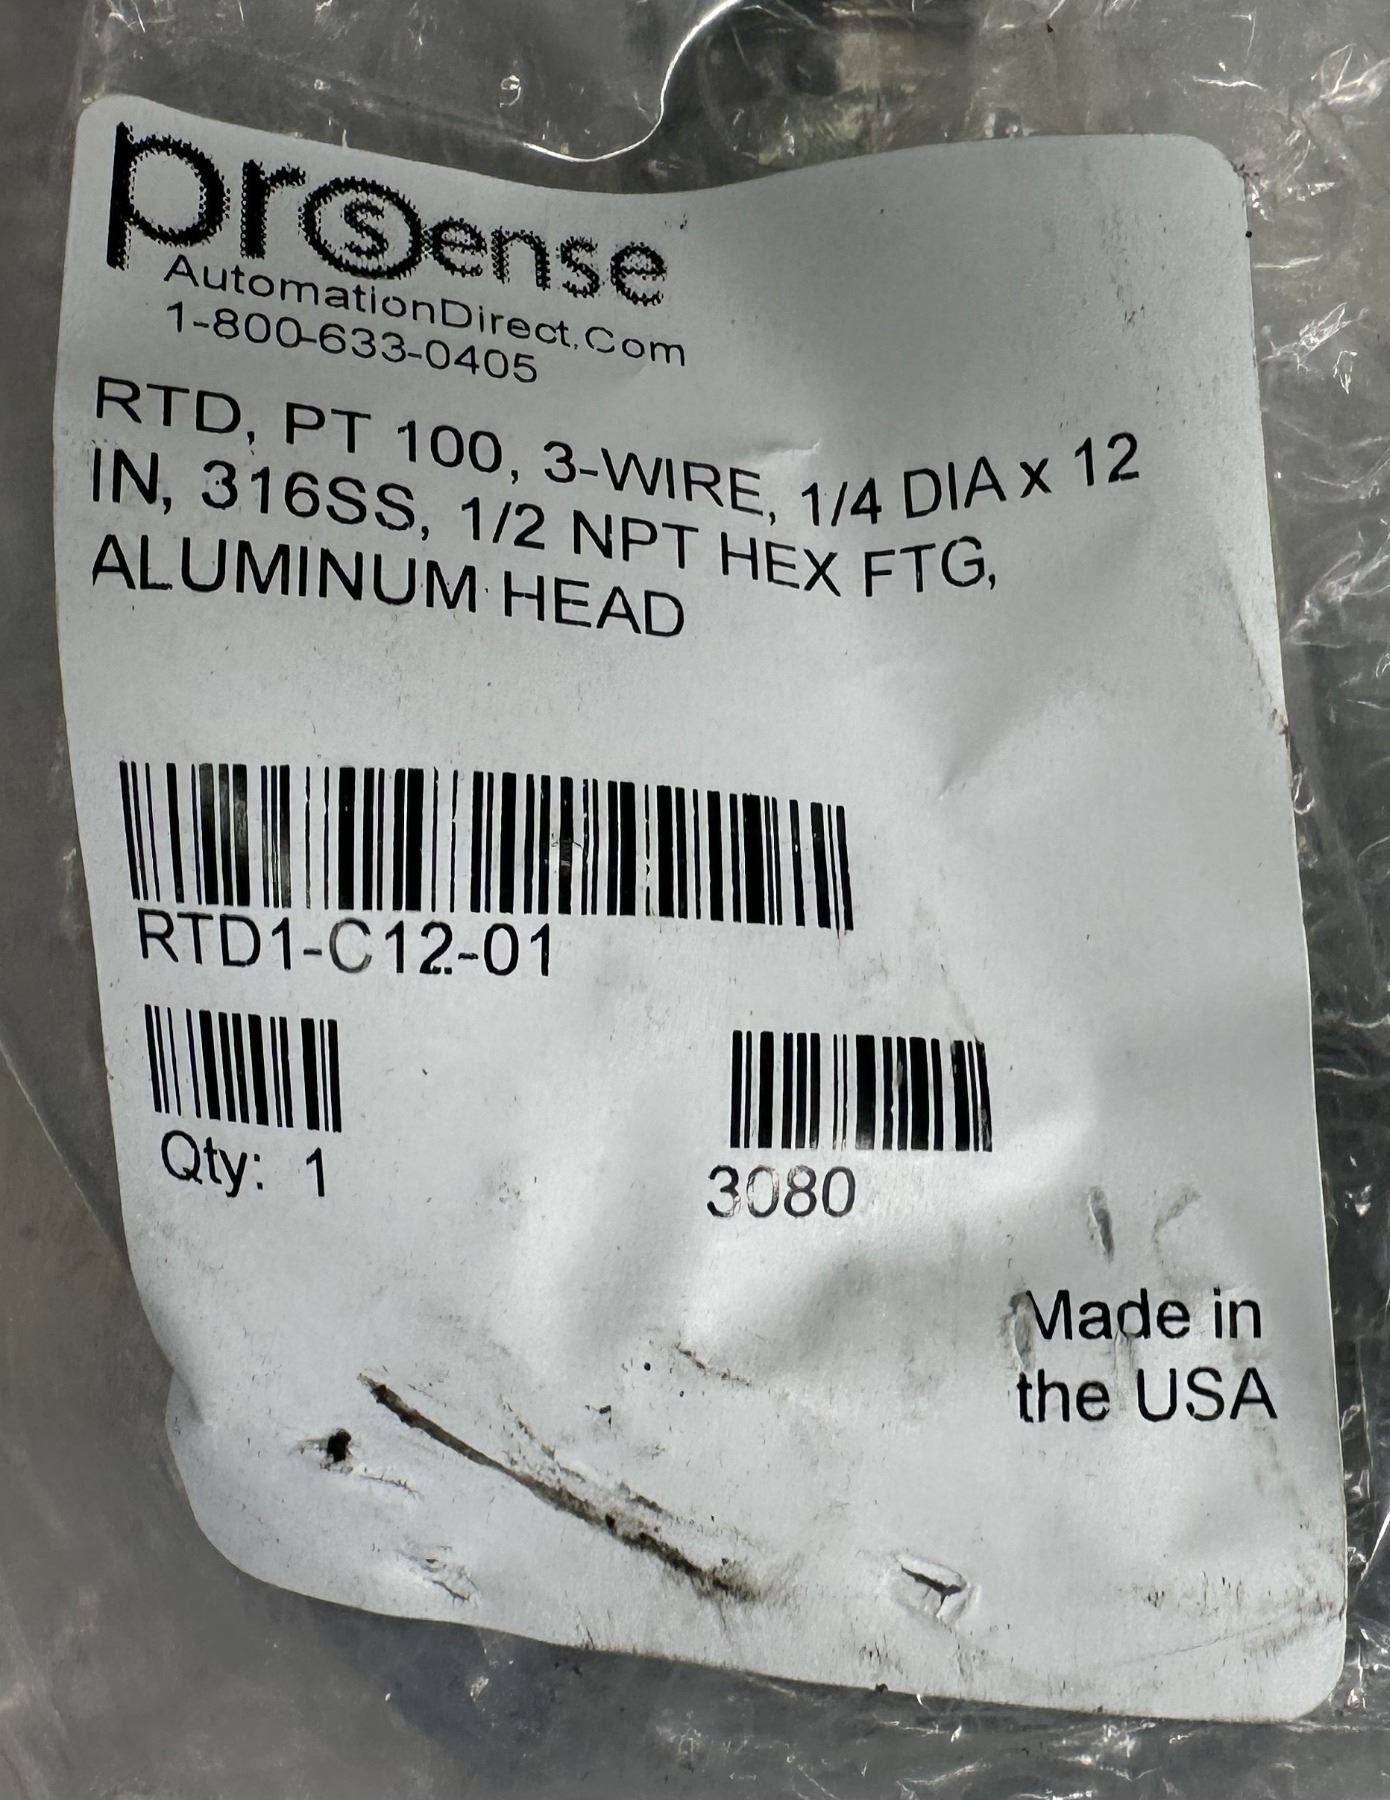 prosense
AutomationDirect.Com
1-800-633-0405
RTD, PT 100, 3-WIRE, 1/4 DIA x 12
IN, 316SS, 1/2 NPT HEX FTG,
ALUMINUM HEAD
RTD1-C12-01
Qty: 1
3080
Made in
the USA